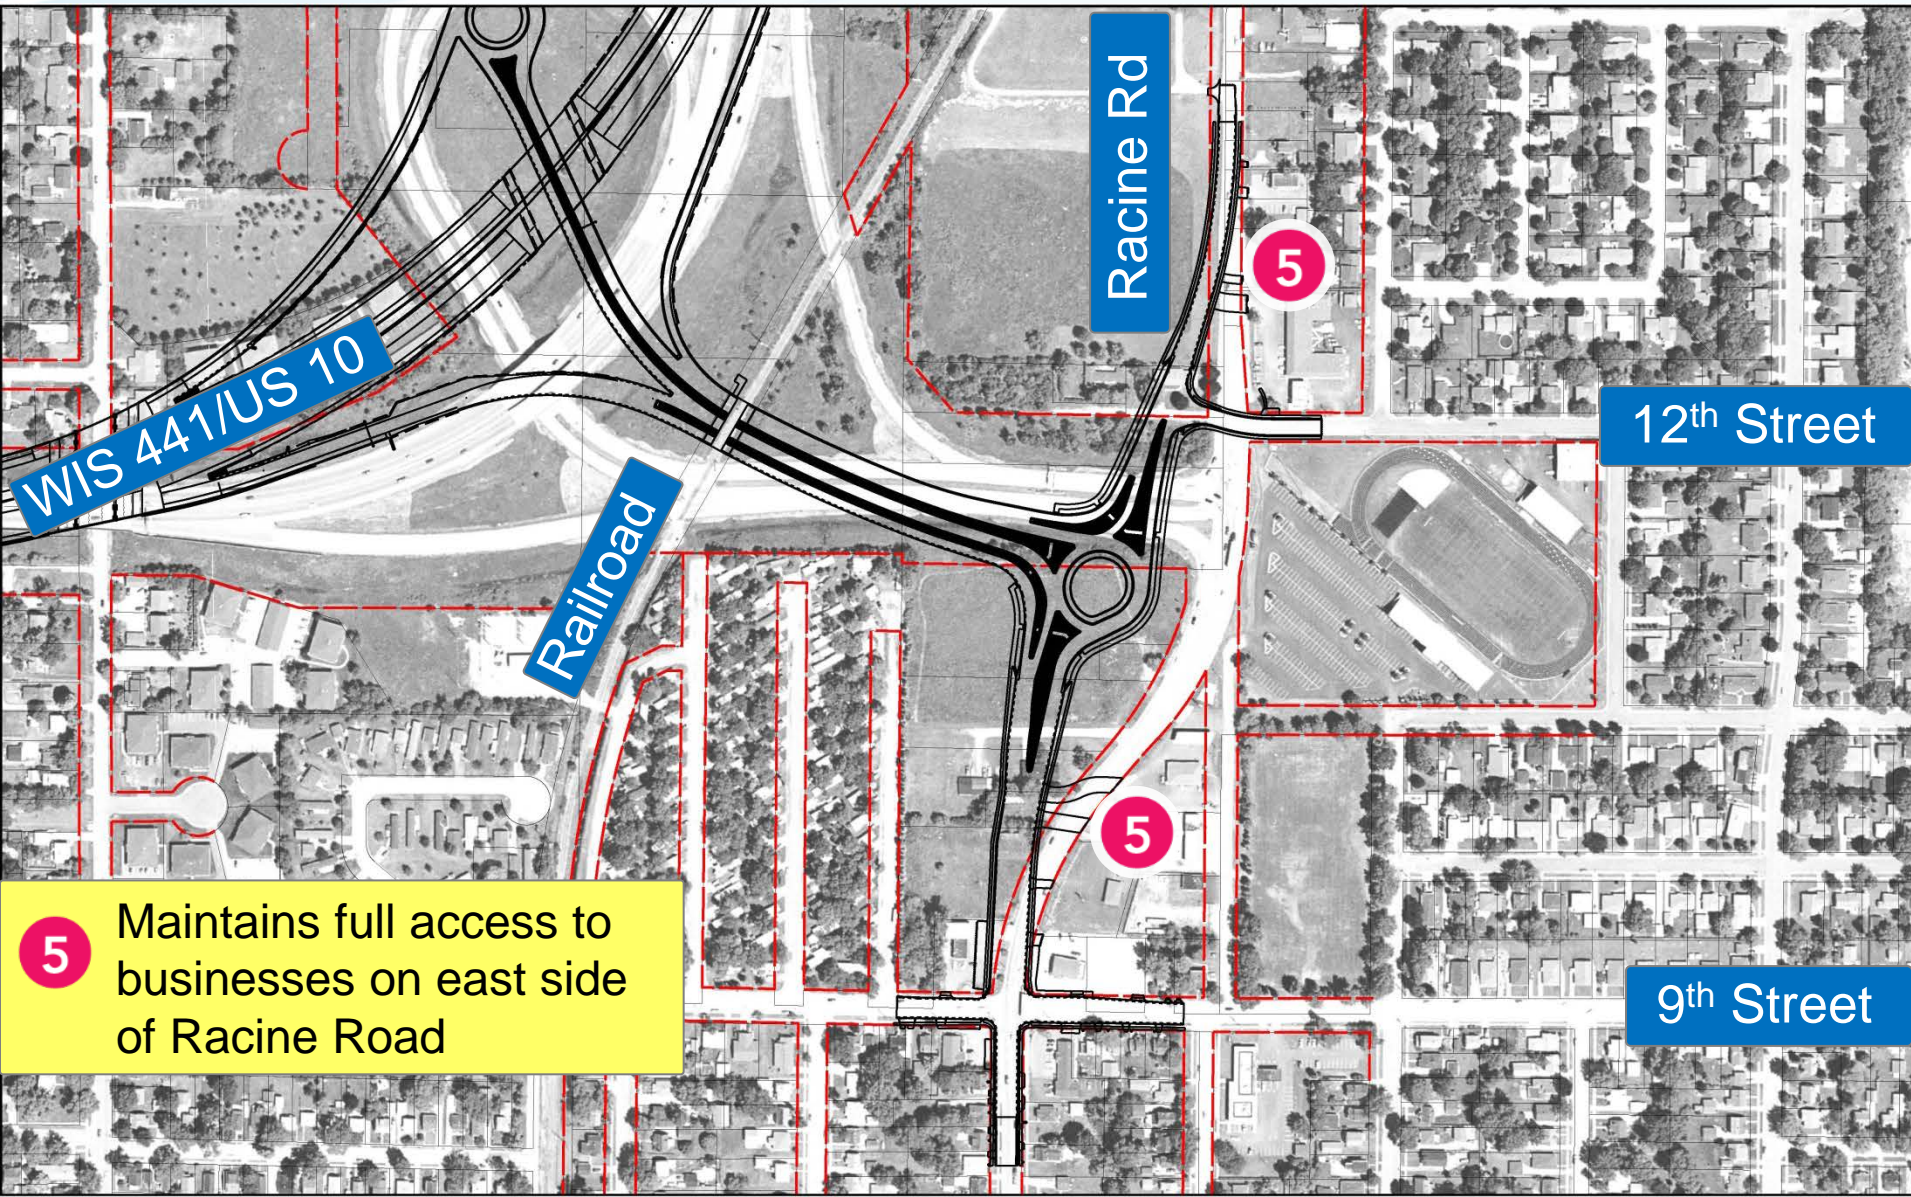 Racine Rd
5
WIS 441/US 10
12th Street
Railroad
5
5
Maintains full access to
businesses on east side
of Racine Road
9th Street